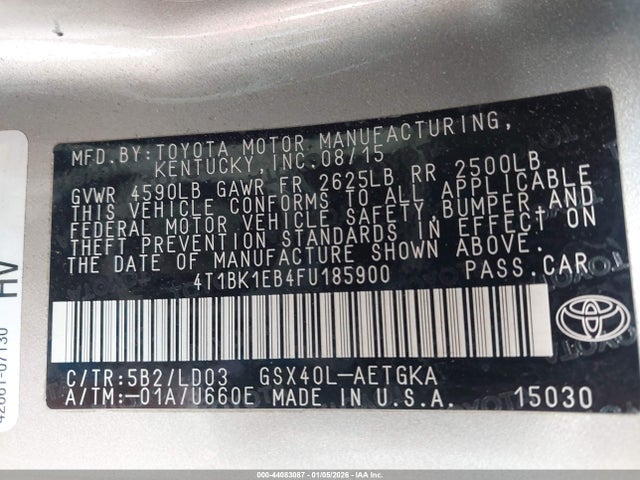 MFD. BY: TOYOTA MOTOR MANUFACTURING,
KENTUCKY, INC. 08/15
GVWR 4590LB GAWR FR 2625LB RR 2500LB
THIS VEHICLE CONFORMS TO ALL APPLICABLE
FEDERAL MOTOR VEHICLE SAFETY, BUMPER, AND
THEFT PREVENTION STANDARDS IN EFFECT ON
THE DATE OF MANUFACTURE SHOWN ABOVE.
4T1BK1EB4FU185900 PASS. CAR
C/TR: 5B2/LD03 GSX40L-AETGKA
A/TM: -01A/U660E MADE IN U.S.A. 15030
HV
42661-07130
000-44083087 | 01/05/2026 - IAA Inc.